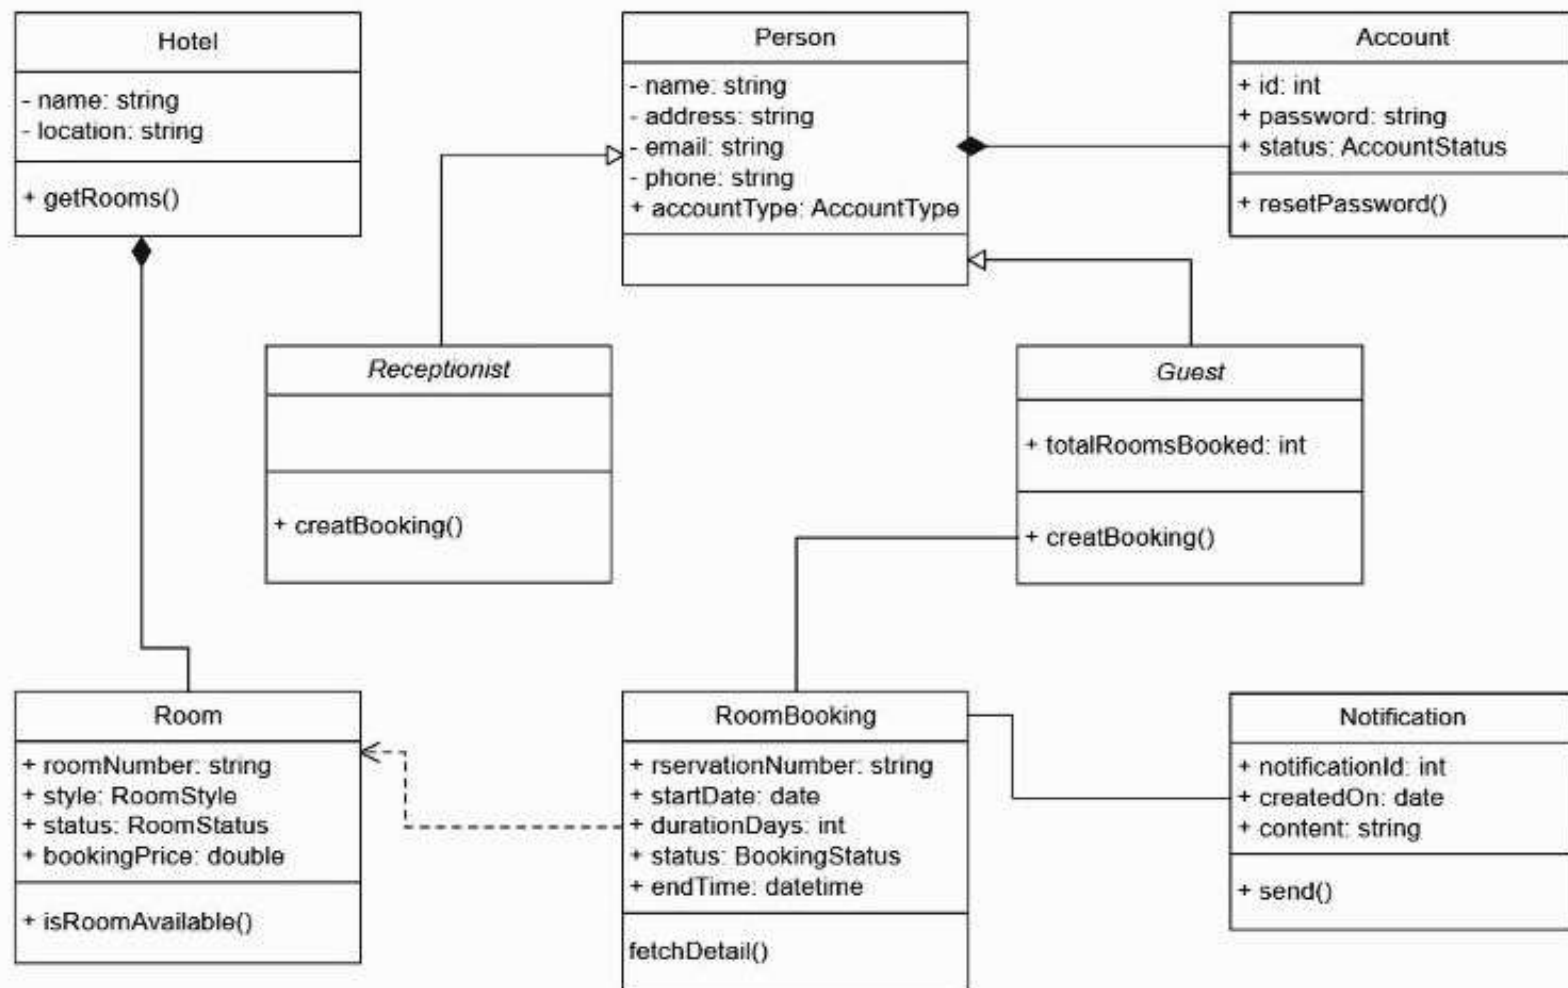 Hotel
- name: string
- location: string
+ getRooms()
Person
- name: string
- address: string
- email: string
- phone: string
+ accountType: AccountType
Account
+ id: int
+ password: string
+ status: AccountStatus
+ resetPassword()
Receptionist
+ creatBooking()
Guest
+ totalRoomsBooked: int
+ creatBooking()
Room
+ roomNumber: string
+ style: RoomStyle
+ status: RoomStatus
+ bookingPrice: double
+ isRoomAvailable()
RoomBooking
+ rservationNumber: string
+ startDate: date
+ durationDays: int
+ status: BookingStatus
+ endTime: datetime
fetchDetail()
Notification
+ notificationId: int
+ createdOn: date
+ content: string
+ send()